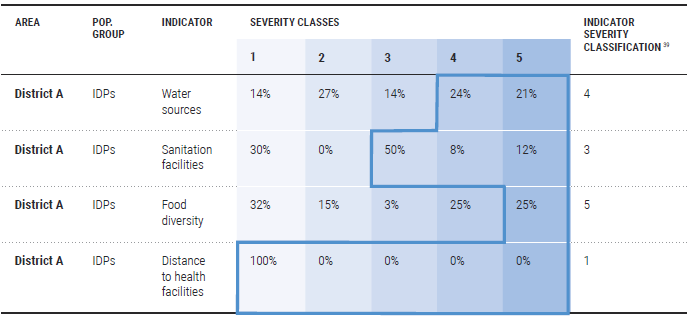 AREA POP. GROUP INDICATOR SEVERITY CLASSES INDICATOR SEVERITY CLASSIFICATION 39
1 2 3 4 5
District A IDPs Water sources 14% 27% 14% 24% 21% 4
District A IDPs Sanitation facilities 30% 0% 50% 8% 12% 3
District A IDPs Food diversity 32% 15% 3% 25% 25% 5
District A IDPs Distance to health facilities 100% 0% 0% 0% 0% 1